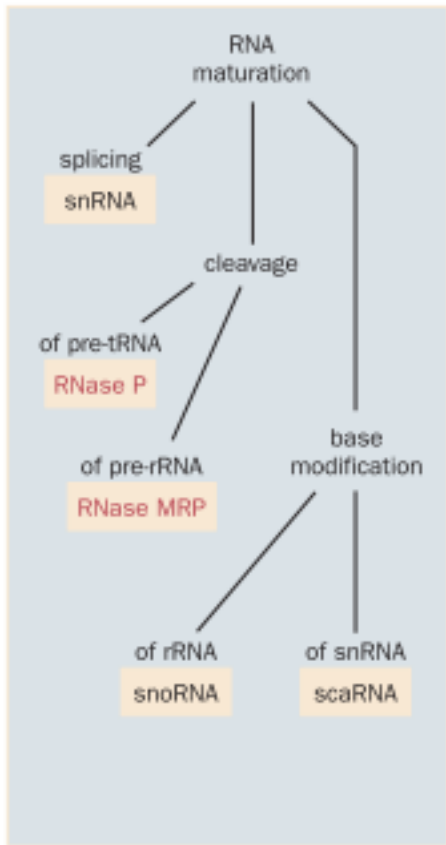 RNA
maturation
splicing
snRNA
cleavage
of pre-tRNA
RNase P
of pre-rRNA
RNase MRP
base
modification
of rRNA
snoRNA
of snRNA
scaRNA